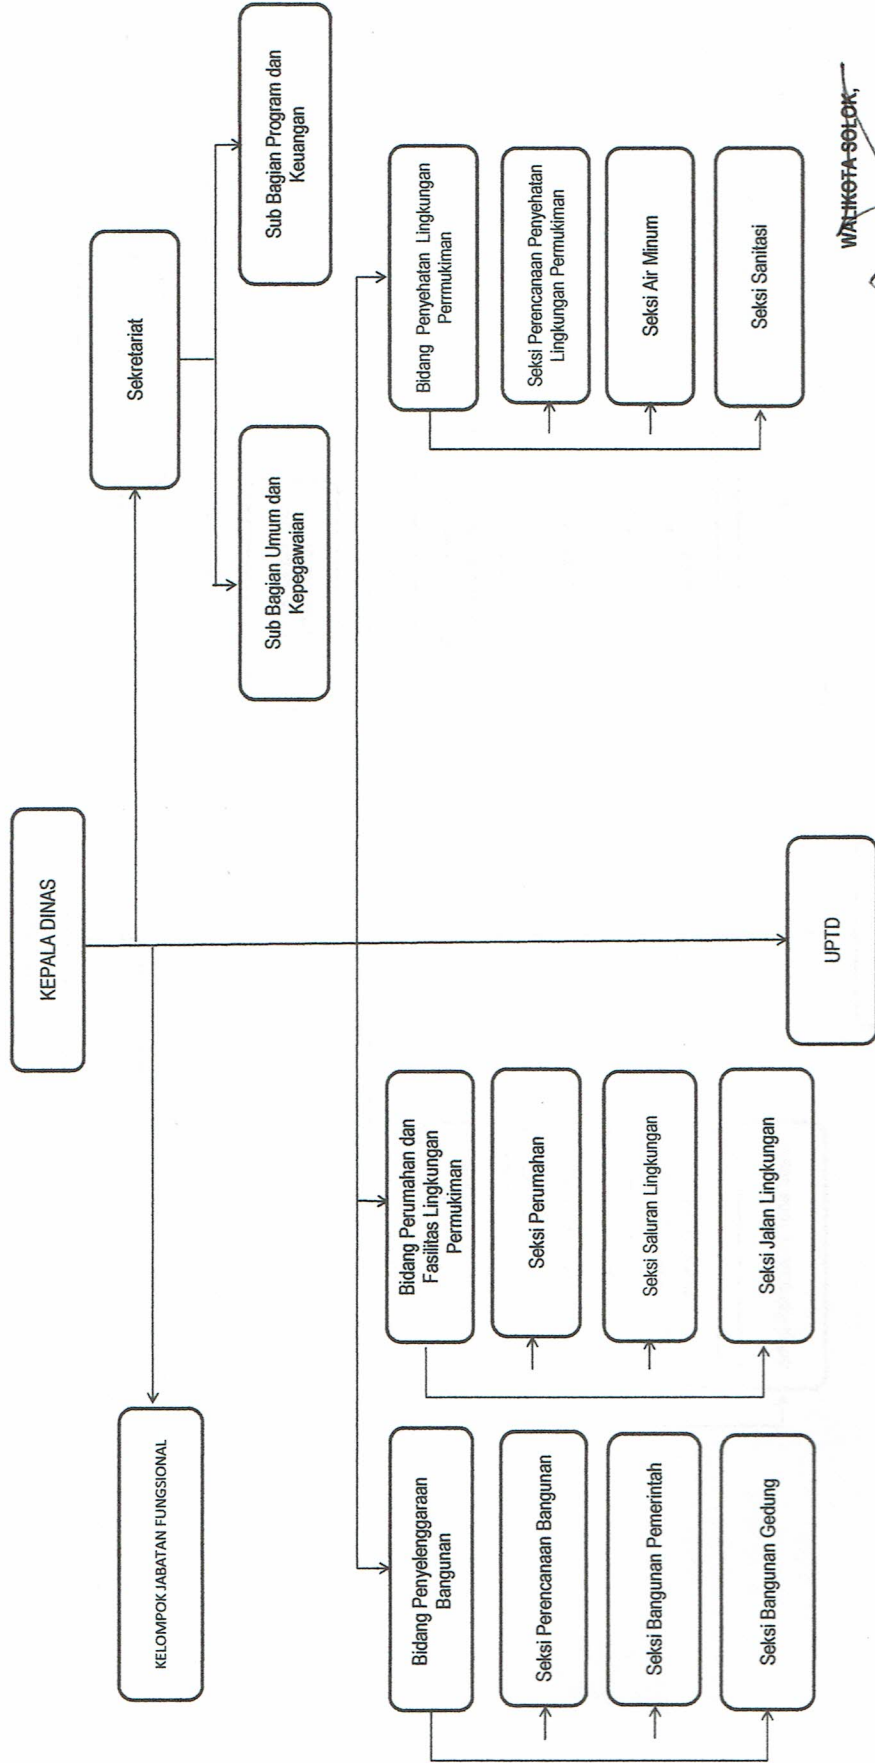 KEPALA DINAS
KELOMPOK JABATAN FUNGSIONAL
Sekretariat
Sub Bagian Umum dan
Kepegawaian
Sub Bagian Program dan
Keuangan
Bidang Penyelenggaraan
Bangunan
Seksi Perencanaan Bangunan
Seksi Bangunan Pemerintah
Seksi Bangunan Gedung
Bidang Perumahan dan
Fasilitas Lingkungan
Permukiman
Seksi Perumahan
Seksi Saluran Lingkungan
Seksi Jalan Lingkungan
Bidang Penyehatan Lingkungan
Perrmukiman
Seksi Perencanaan Penyehatan
Lingkungan Permukiman
Seksi Air Minum
Seksi Sanitasi
UPTD
WALIKOTA SOLOK,